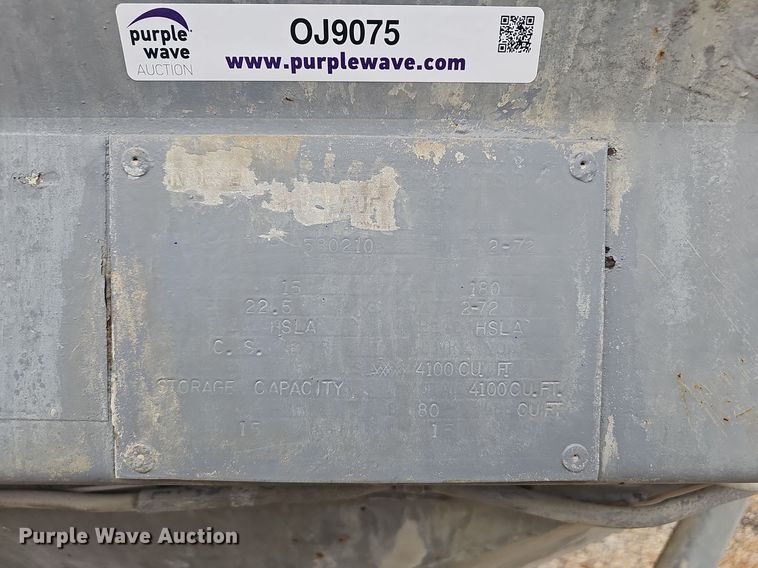 purple wave AUCTION
OJ9075
www.purplewave.com
580210 2-72
15 180
22.5 2-72
HSLA HSLA
C. S.
4100 CU. FT
STORAGE CAPACITY 4100 CU.FT.
80 CU FT
15
Purple Wave Auction®